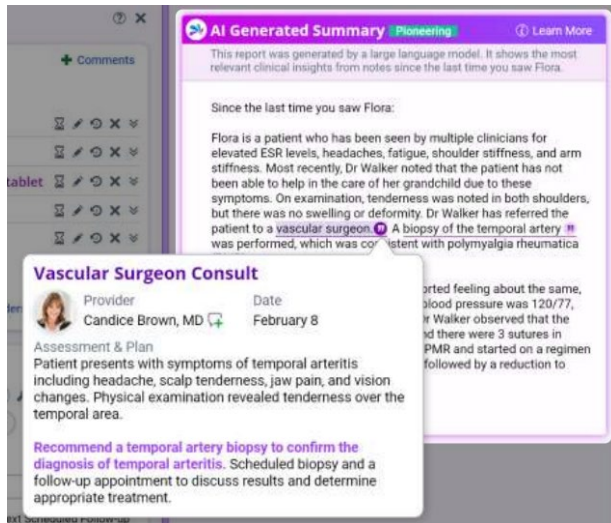 Comments
tablet
AI Generated Summary Pioneering Learn More
This report was generated by a large language model. It shows the most
relevant clinical insights from notes since the last time you saw Flora.
Since the last time you saw Flora:
Flora is a patient who has been seen by multiple clinicians for
elevated ESR levels, headaches, fatigue, shoulder stiffness, and arm
stiffness. Most recently, Dr Walker noted that the patient has not
been able to help in the care of her grandchild due to these
symptoms. On examination, tenderness was noted in both shoulders,
but there was no swelling or deformity. Dr Walker has referred the
patient to a vascular surgeon. A biopsy of the temporal artery
was performed, which was consistent with polymyalgia rheumatica
orted feeling about the same,
blood pressure was 120/77,
Dr Walker observed that the
nd there were 3 sutures in
PMR and started on a regimen
followed by a reduction to
Vascular Surgeon Consult
Provider Date
Candice Brown, MD February 8
Assessment & Plan
Patient presents with symptoms of temporal arteritis
including headache, scalp tenderness, jaw pain, and vision
changes. Physical examination revealed tenderness over the
temporal area.
Recommend a temporal artery biopsy to confirm the
diagnosis of temporal arteritis. Scheduled biopsy and a
follow-up appointment to discuss results and determine
appropriate treatment.
ext Scheduled Follow-up